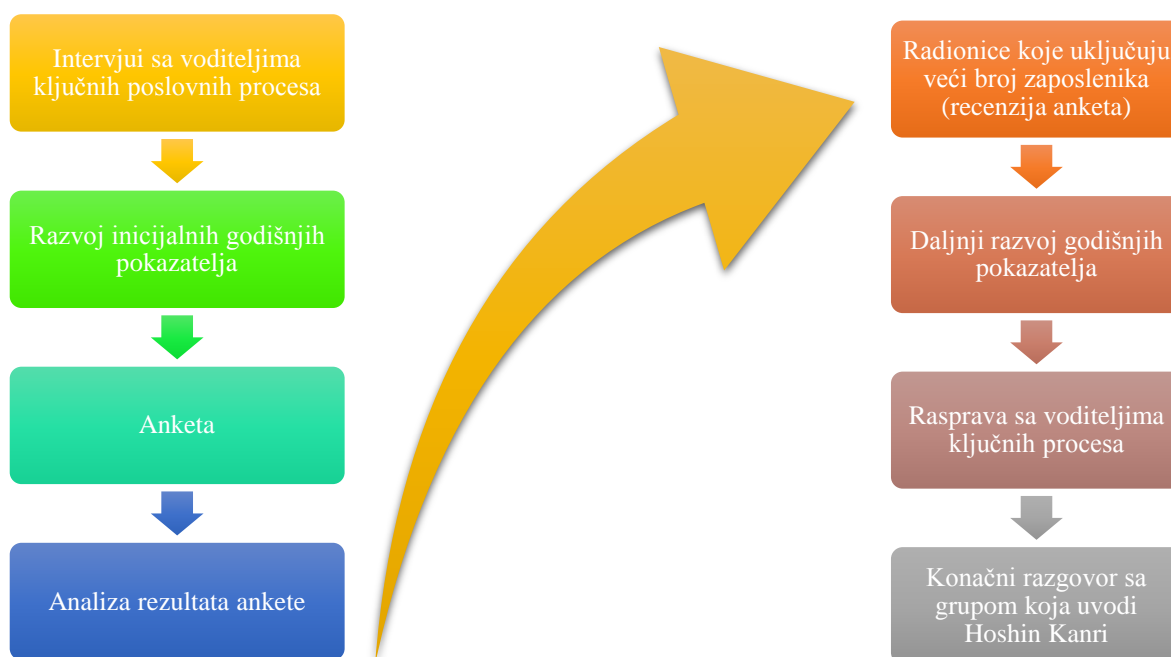 Intervjui sa voditeljima
ključnih poslovnih procesa
Razvoj inicijalnih godišnjih
pokazatelja
Anketa
Analiza rezultata ankete
Radionice koje uključuju
veći broj zaposlenika
(recenzija anketa)
Daljnji razvoj godišnjih
pokazatelja
Rasprava sa voditeljima
ključnih procesa
Konačni razgovor sa
grupom koja uvodi
Hoshin Kanri